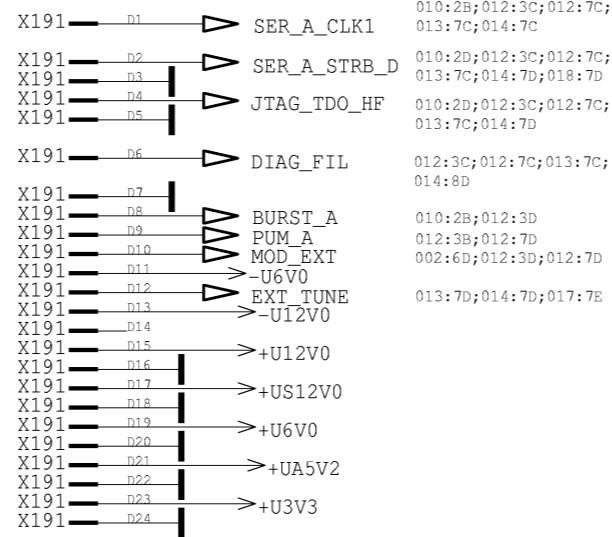 010:2B;012:3C;012:7C;
X191 D1 SER_A_CLK1 013:7C;014:7C
X191 D2 SER_A_STRB_D 010:2D;012:3C;012:7C;
X191 D3 013:7C;014:7D;018:7D
X191 D4 JTAG_TDO_HF 010:2D;012:3C;012:7C;
X191 D5 013:7C;014:7D
X191 D6 DIAG_FIL 012:3C;012:7C;013:7C;
014:8D
X191 D7
X191 D8 BURST_A 010:2B;012:3D
X191 D9 PUM_A 012:3B;012:7D
X191 D10 MOD_EXT 002:6D;012:3D;012:7D
X191 D11 -U6V0
X191 D12 EXT_TUNE 013:7D;014:7D;017:7E
X191 D13 -U12V0
X191 D14
X191 D15 +U12V0
X191 D16
X191 D17 +US12V0
X191 D18
X191 D19 +U6V0
X191 D20
X191 D21 +UA5V2
X191 D22
X191 D23 +U3V3
X191 D24